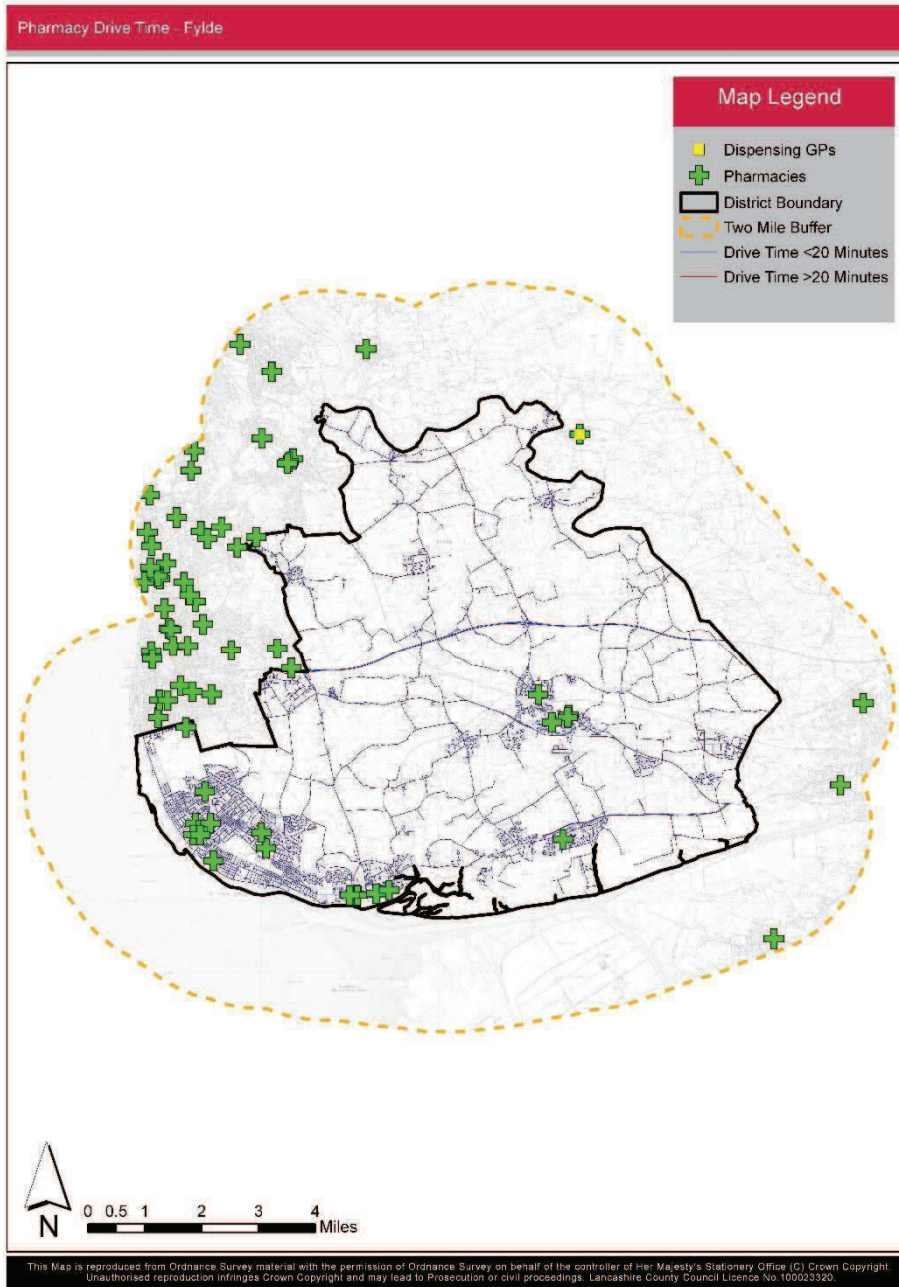 Pharmacy Drive Time - Fylde
Map Legend
Dispensing GPs
Pharmacies
District Boundary
Two Mile Buffer
Drive Time <20 Minutes
Drive Time >20 Minutes
N
0 0.5 1 2 3 4
Miles
This Map is reproduced from Ordnance Survey material with the permission of Ordnance Survey on behalf of the controller of Her Majesty's Stationery Office (C) Crown Copyright.
Unauthorised reproduction infringes Crown Copyright and may lead to Prosecution or civil proceedings. Lancashire County Council Licence No.100023320.